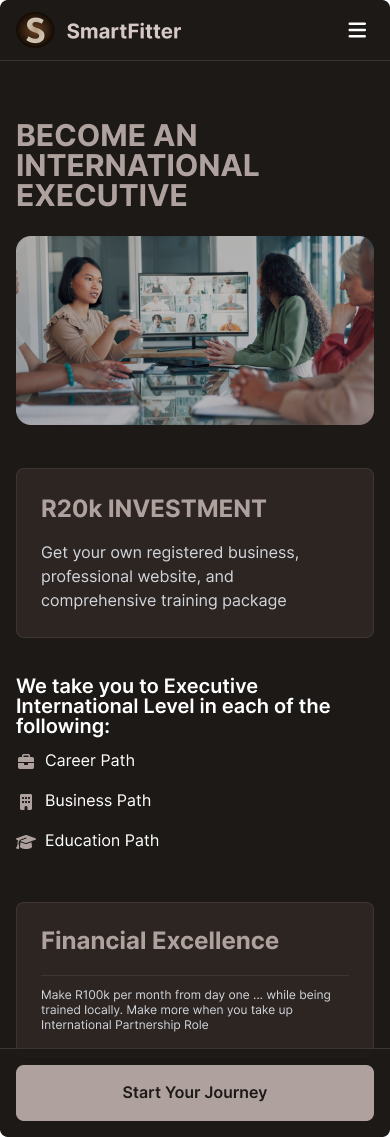 S SmartFitter
BECOME AN
INTERNATIONAL
EXECUTIVE
R20k INVESTMENT
Get your own registered business,
professional website, and
comprehensive training package
We take you to Executive
International Level in each of the
following:
Career Path
Business Path
Education Path
Financial Excellence
Make R100k per month from day one ... while being
trained locally. Make more when you take up
International Partnership Role
Start Your Journey